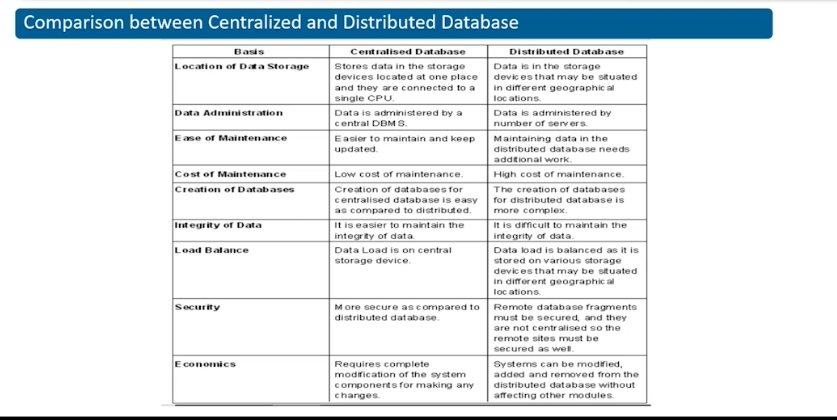 Comparison between Centralized and Distributed Database
Basis
Centralised Database
Distributed Database
Location of Data Storage
Stores data in the storage
devices located at one place
and they are connected to a
single CPU.
Data is in the storage
devices that may be situated
in different geographical
locations.
Data Administration
Data is administered by a
central DBMS.
Data is administered by
number of servers.
Ease of Maintenance
Easier to maintain and keep
updated.
Maintaining data in the
distributed database needs
additional work.
Cost of Maintenance
Low cost of maintenance.
High cost of maintenance.
Creation of Databases
Creation of databases for
centralised database is easy
as compared to distributed.
The creation of databases
for distributed database is
more complex.
Integrity of Data
It is easier to maintain the
integrity of data.
It is difficult to maintain the
integrity of data.
Load Balance
Data Load is on central
storage device.
Data load is balanced as it is
stored on various storage
devices that may be situated
in different geographical
locations.
Security
More secure as compared to
distributed database.
Remote database fragments
must be secured, and they
are not centralised so the
remote sites must be
secured as well.
Economics
Requires complete
modification of the system
components for making any
changes.
Systems can be modified,
added and removed from the
distributed database without
affecting other modules.